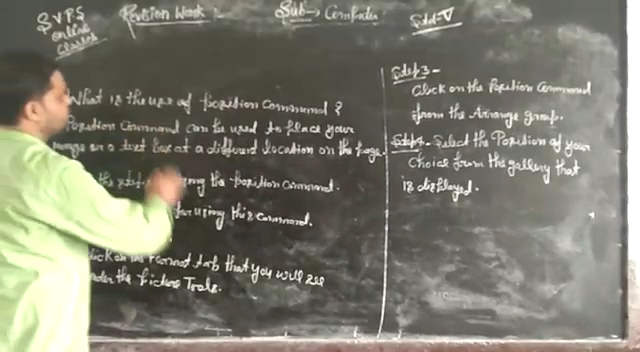 SVPS
online
classes
Revision Work :
Sub → Computer
Std - V
What is the use of position Command ?
Position Command can be used to place your
image or a text box at a different location on the page.
the using the position Command.
for using this command.
Click on the Format tab that you will see
under the Picture Tools.
Step 3 -
Click on the Position Command
from the Arrange group.
Step 4 - Select the Position of your
Choice from the gallery that
is displayed.